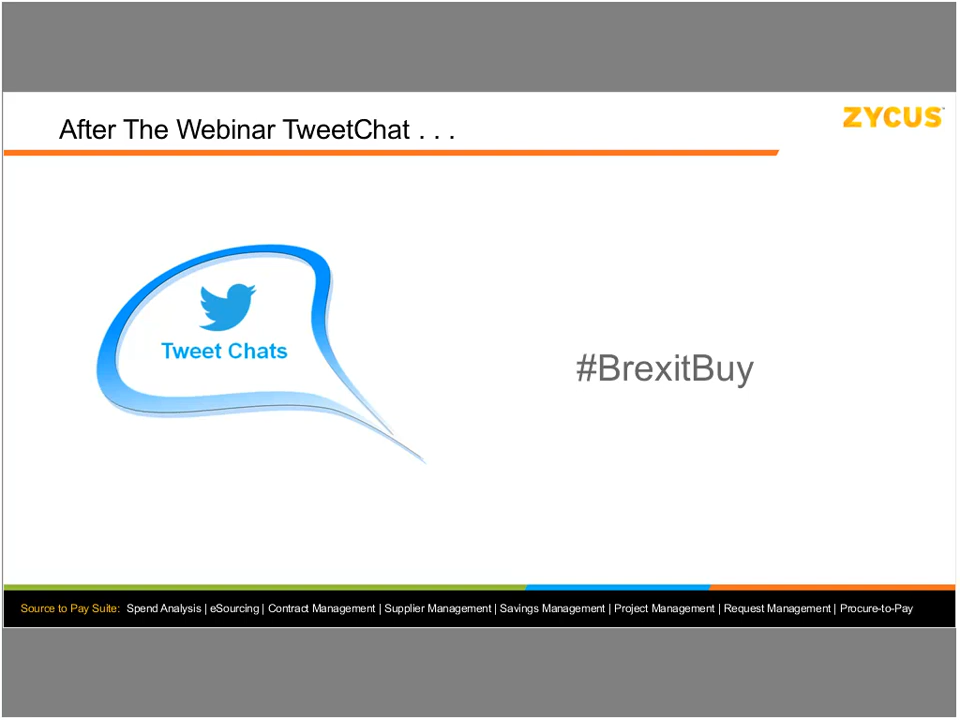 After The Webinar TweetChat . . .
ZYCUS
Tweet Chats
#BrexitBuy
Source to Pay Suite: Spend Analysis | eSourcing | Contract Management | Supplier Management | Savings Management | Project Management | Request Management | Procure-to-Pay